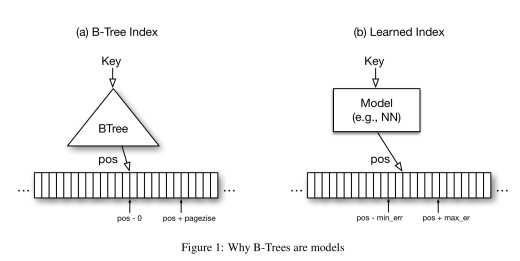 (a) B-Tree Index
Key
BTree
pos
...
...
pos - 0
pos + pagezise
(b) Learned Index
Key
Model
(e.g., NN)
pos
...
...
pos - min_err
pos + max_er
Figure 1: Why B-Trees are models